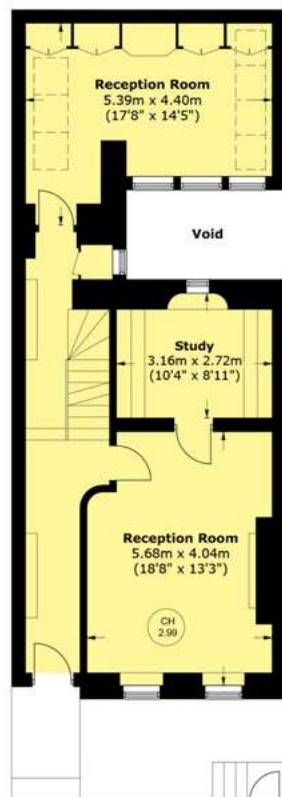 Reception Room
5.39m x 4.40m
(17'8" x 14'5")
Void
Study
3.16m x 2.72m
(10'4" x 8'11")
Reception Room
5.68m x 4.04m
(18'8" x 13'3")
CH
2.99